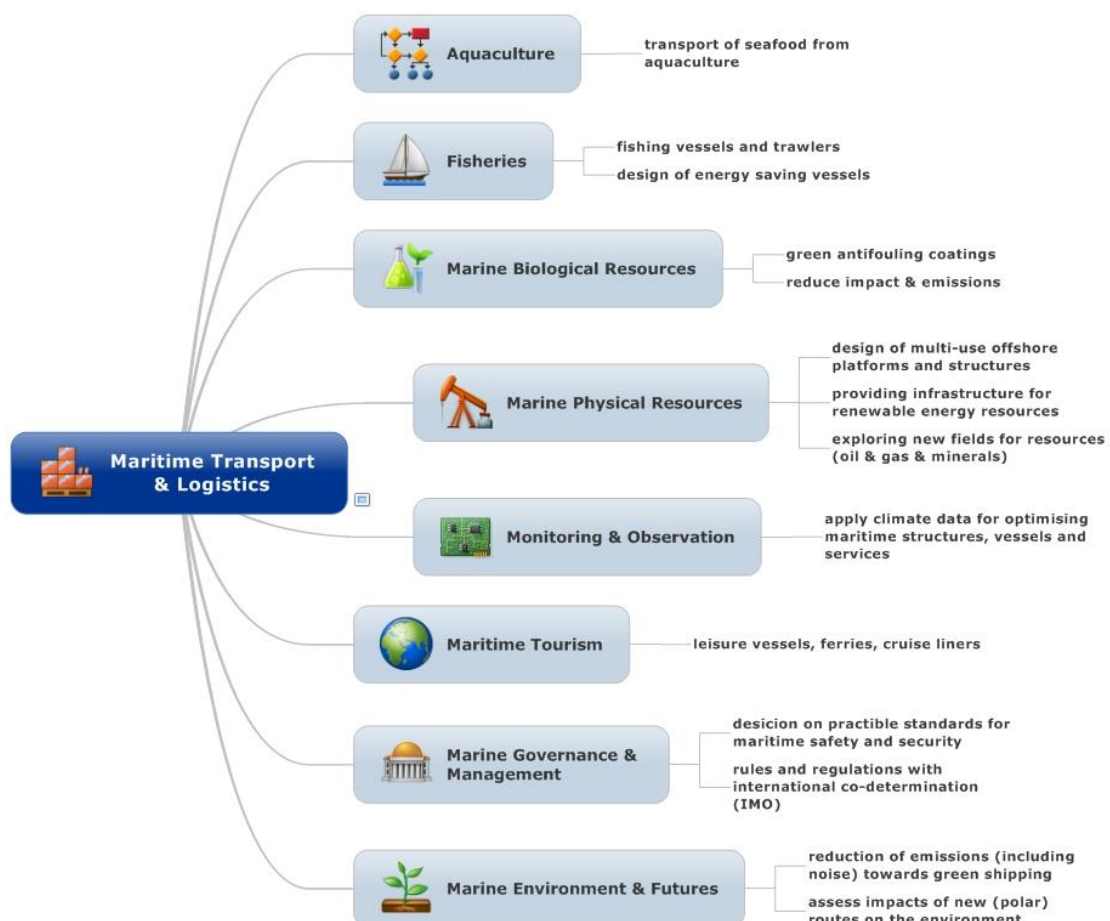 Aquaculture
transport of seafood from
aquaculture
Fisheries
fishing vessels and trawlers
design of energy saving vessels
Marine Biological Resources
green antifouling coatings
reduce impact & emissions
Marine Physical Resources
design of multi-use offshore
platforms and structures
providing infrastructure for
renewable energy resources
exploring new fields for resources
(oil & gas & minerals)
Maritime Transport
& Logistics
Monitoring & Observation
apply climate data for optimising
maritime structures, vessels and
services
Maritime Tourism
leisure vessels, ferries, cruise liners
Marine Governance &
Management
desicion on practible standards for
maritime safety and security
rules and regulations with
international co-determination
(IMO)
Marine Environment & Futures
reduction of emissions (including
noise) towards green shipping
assess impacts of new (polar)
routes on the environment